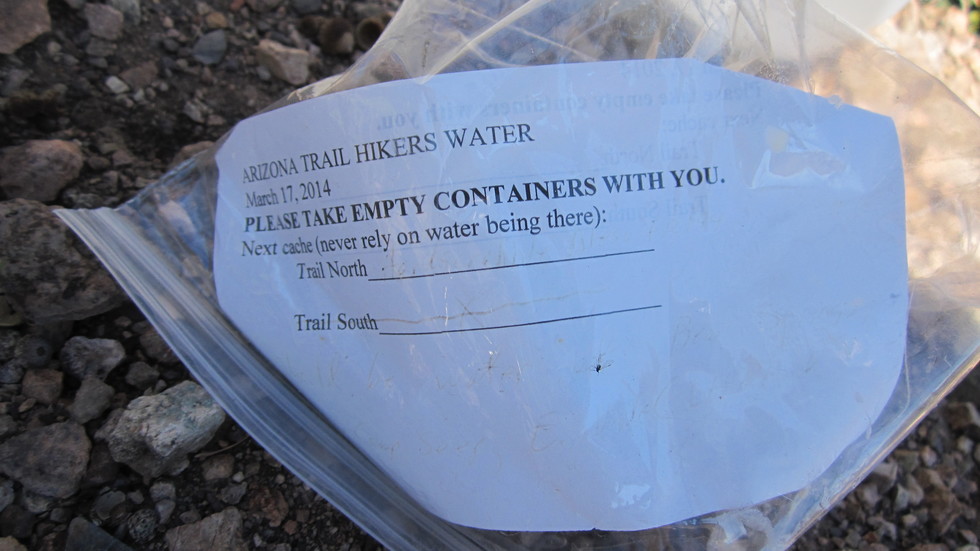 ARIZONA TRAIL HIKERS WATER
March 17, 2014
PLEASE TAKE EMPTY CONTAINERS WITH YOU.
Next cache (never rely on water being there):
Trail North
Trail South